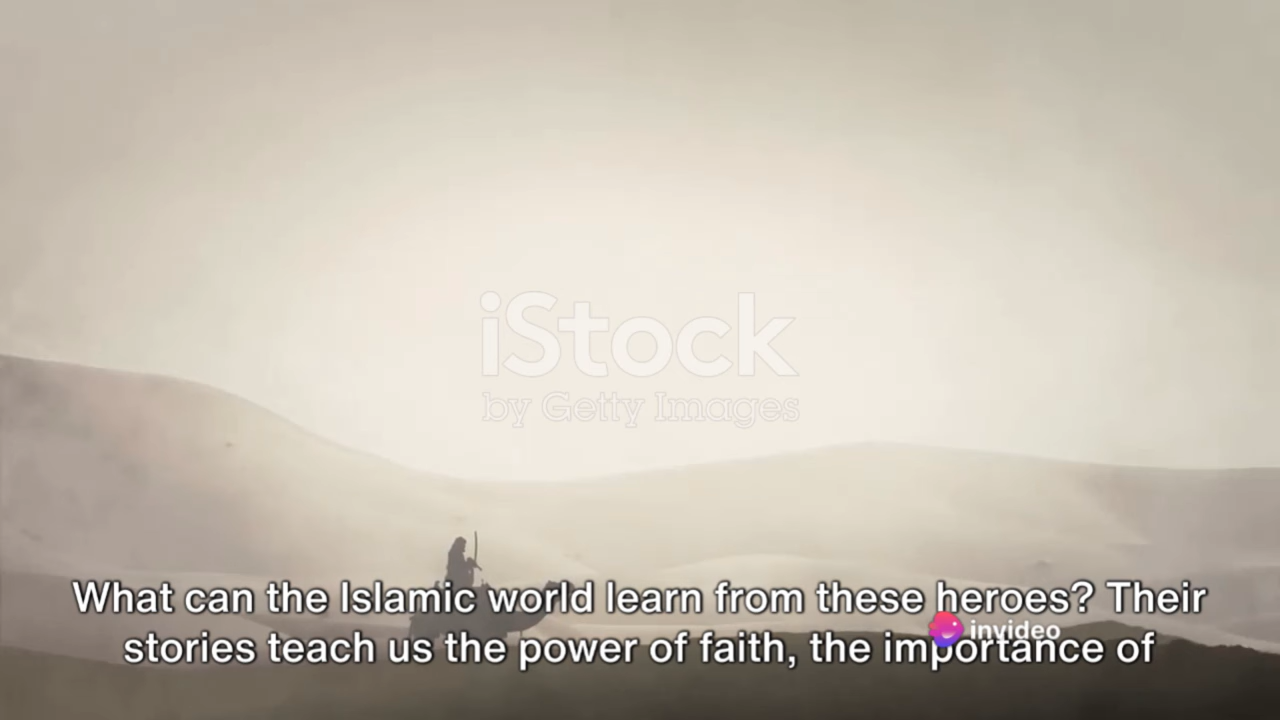 iStock
by Getty Images
What can the Islamic world learn from these heroes? Their
invideo
stories teach us the power of faith, the importance of